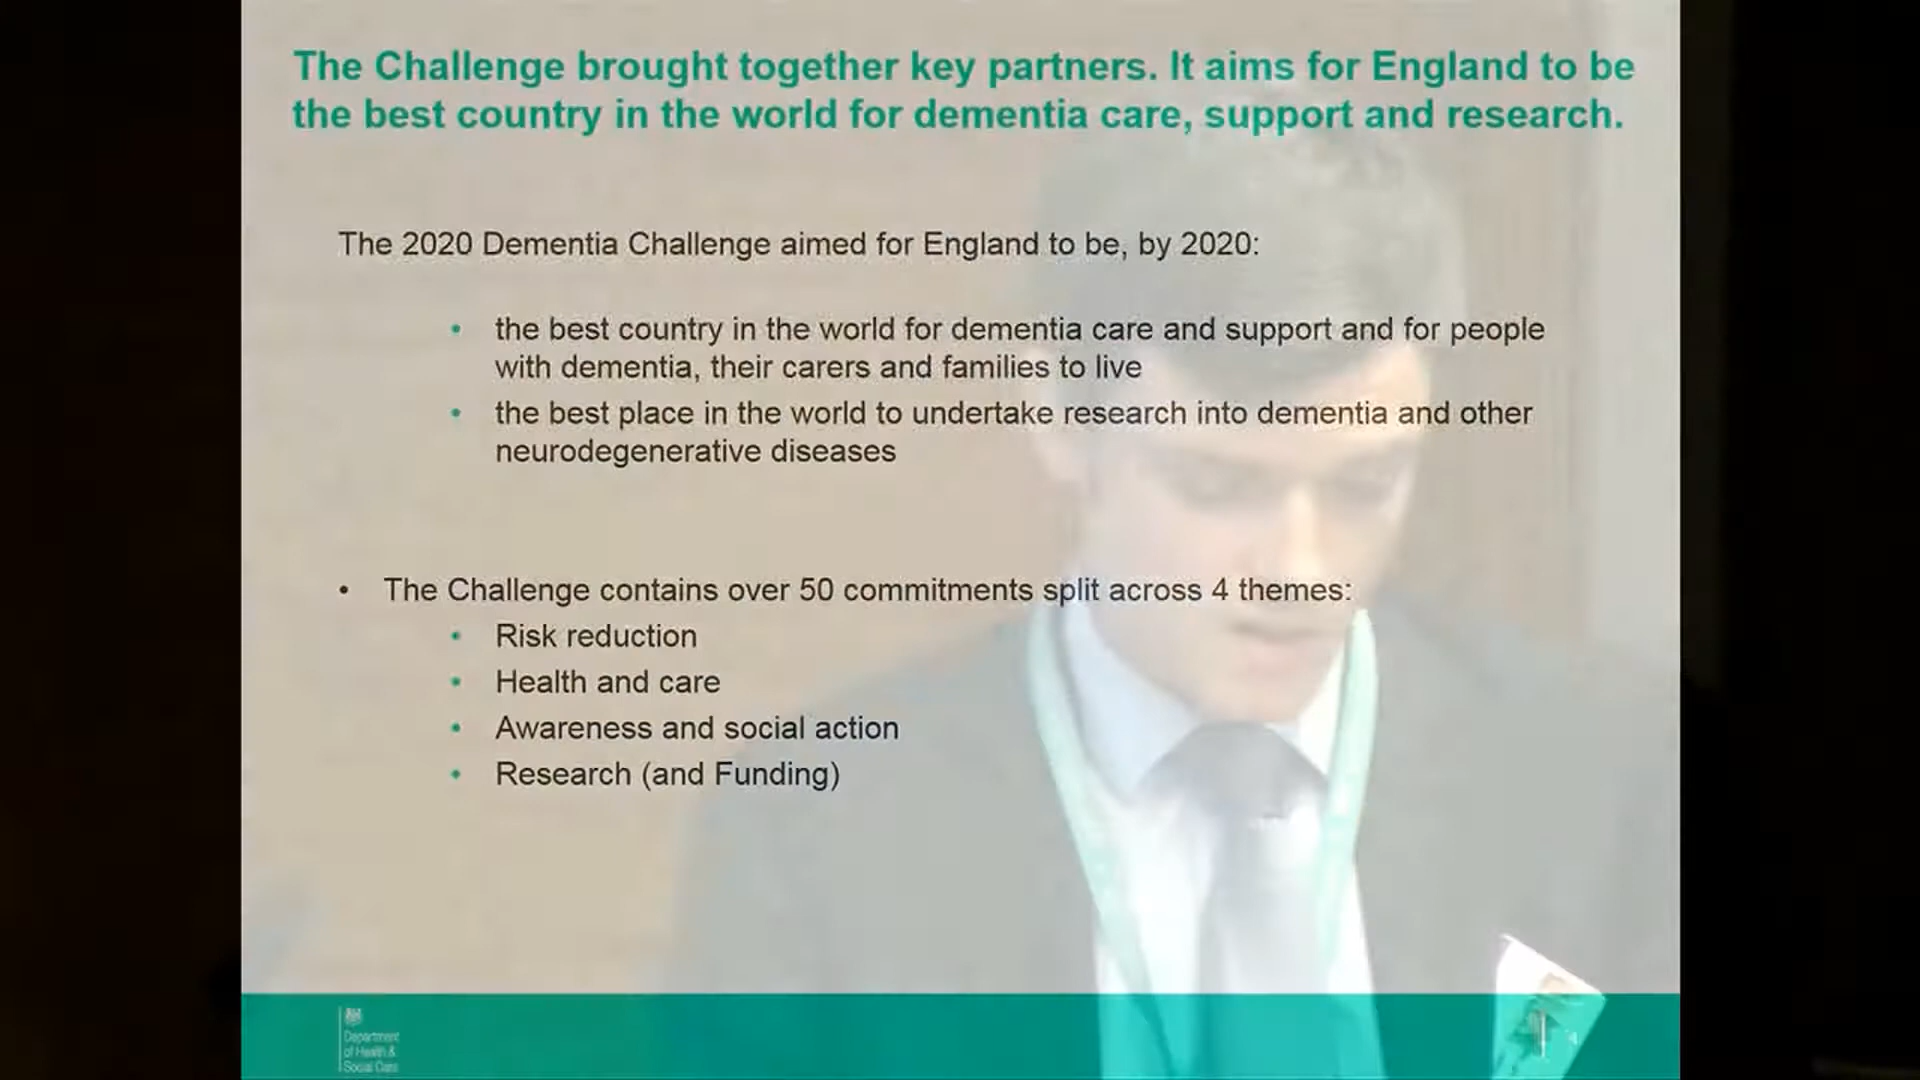 The Challenge brought together key partners. It aims for England to be
the best country in the world for dementia care, support and research.
The 2020 Dementia Challenge aimed for England to be, by 2020:
• the best country in the world for dementia care and support and for people
with dementia, their carers and families to live
• the best place in the world to undertake research into dementia and other
neurodegenerative diseases
• The Challenge contains over 50 commitments split across 4 themes:
• Risk reduction
• Health and care
• Awareness and social action
• Research (and Funding)
Department
of Health &
Social Care